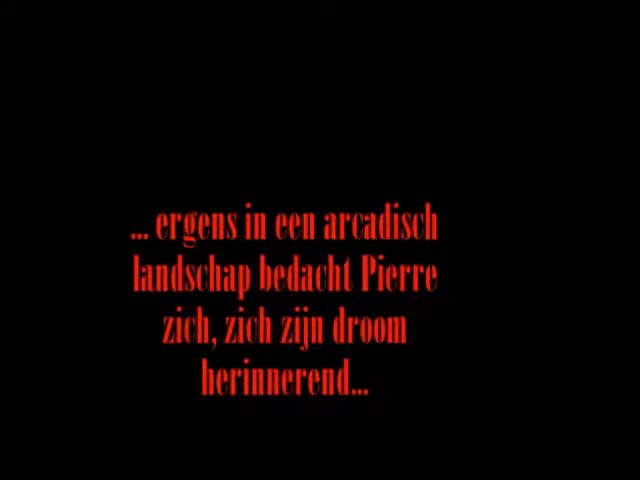 ... ergens in een arcadisch
landschap bedacht Pierre
zich, zich zijn droom
herinnerend...